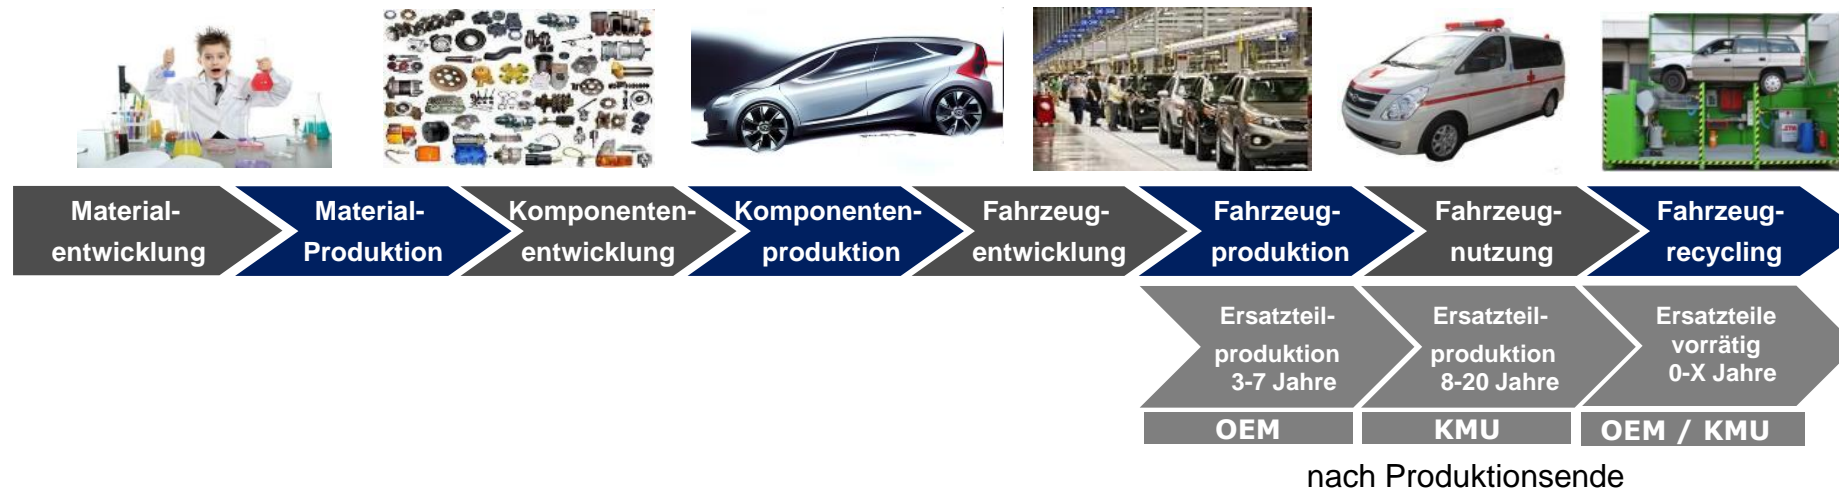 Material-
entwicklung
Material-
Produktion
Komponenten-
entwicklung
Komponenten-
produktion
Fahrzeug-
entwicklung
Fahrzeug-
produktion
Fahrzeug-
nutzung
Fahrzeug-
recycling
Ersatzteil-
produktion
3-7 Jahre
Ersatzteil-
produktion
8-20 Jahre
Ersatzteile
vorrätig
0-X Jahre
OEM
KMU
OEM / KMU
nach Produktionsende